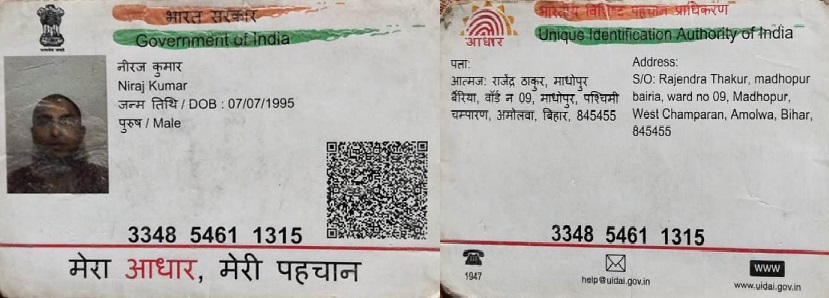 भारत सरकार
Government of India
नीरज कुमार
Niraj Kumar
जन्म तिथि / DOB : 07/07/1995
पुरुष / Male
3348 5461 1315
मेरा आधार, मेरी पहचान
भारतीय विशिष्ट पहचान प्राधिकरण
Unique Identification Authority of India
आधार
पता:
आत्मज: राजेंद्र ठाकुर, माधोपुर
बैरिया, वॉर्ड न 09, माधोपुर, पश्चिमी
चम्पारण, अमोलवा, बिहार, 845455
Address:
S/O: Rajendra Thakur, madhopur
bairia, ward no 09, Madhopur,
West Champaran, Amolwa, Bihar,
845455
3348 5461 1315
1947
help@uidai.gov.in
www
www.uidai.gov.in